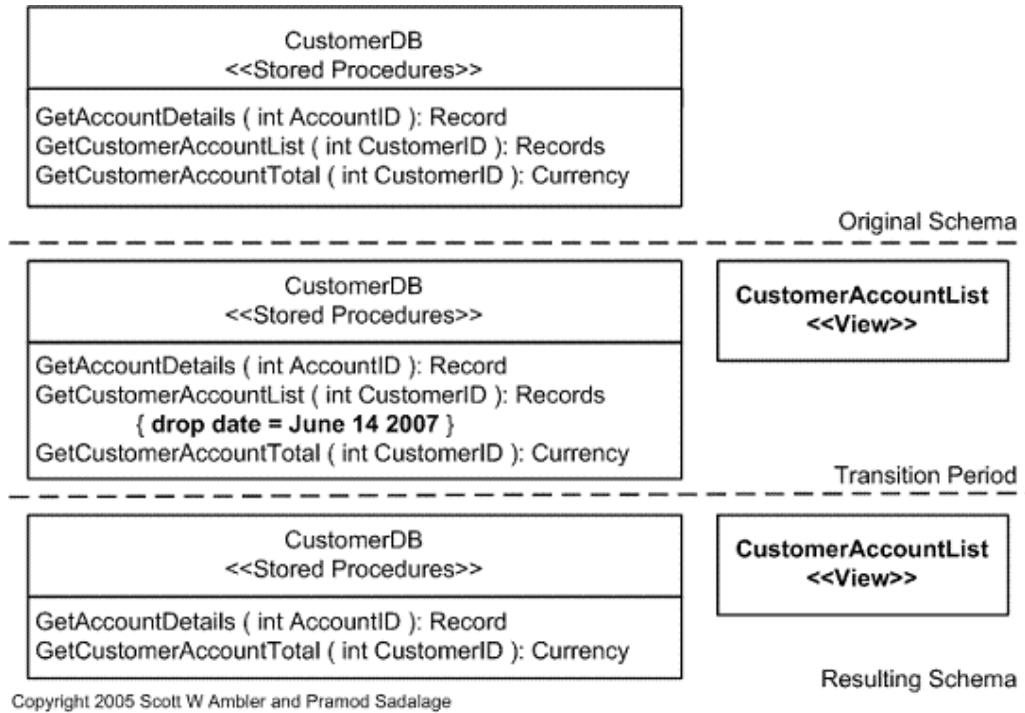 CustomerDB
<<Stored Procedures>>
GetAccountDetails ( int AccountID ): Record
GetCustomerAccountList ( int CustomerID ): Records
GetCustomerAccountTotal ( int CustomerID ): Currency
Original Schema
CustomerDB
<<Stored Procedures>>
GetAccountDetails ( int AccountID ): Record
GetCustomerAccountList ( int CustomerID ): Records
{ drop date = June 14 2007 }
GetCustomerAccountTotal ( int CustomerID ): Currency
CustomerAccountList
<<View>>
Transition Period
CustomerDB
<<Stored Procedures>>
GetAccountDetails ( int AccountID ): Record
GetCustomerAccountTotal ( int CustomerID ): Currency
CustomerAccountList
<<View>>
Resulting Schema
Copyright 2005 Scott W Ambler and Pramod Sadalage